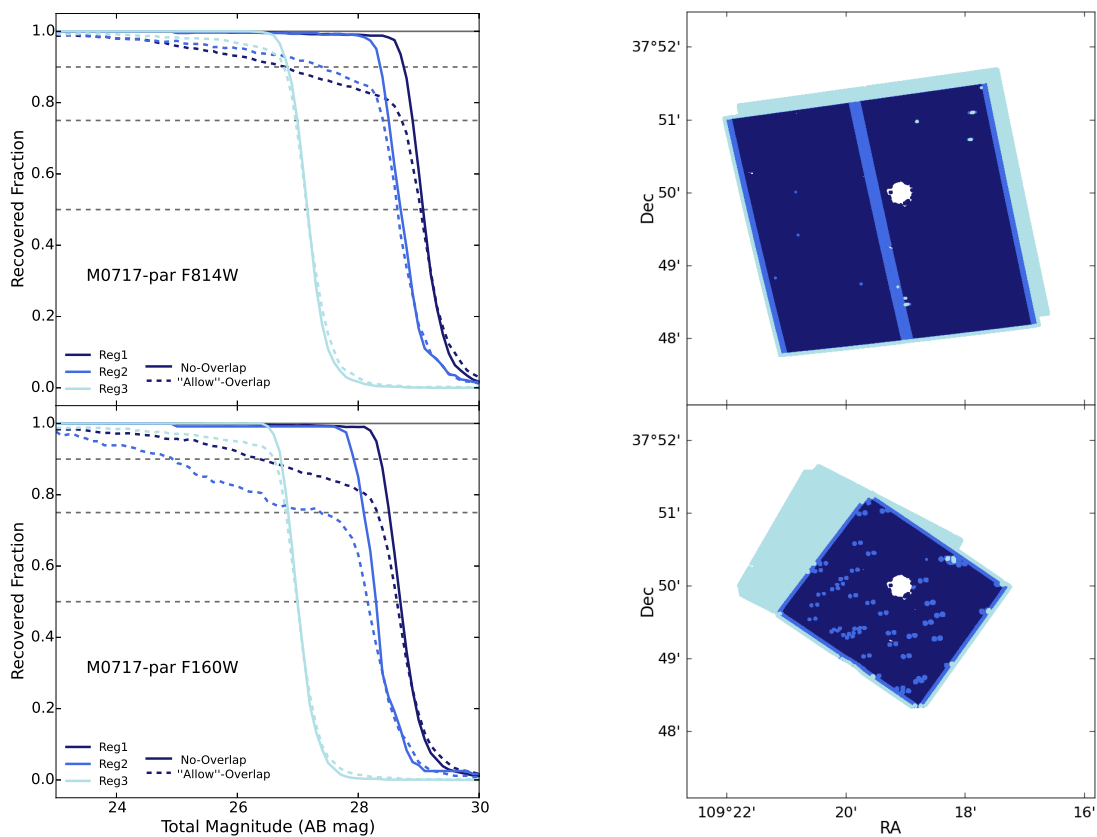 1.0
0.8
0.6
0.4
0.2
0.0
Recovered Fraction
M0717-par F814W
Reg1
Reg2
Reg3
No-Overlap
"Allow"-Overlap
37°52'
51'
50'
49'
48'
Dec
1.0
0.8
0.6
0.4
0.2
0.0
Recovered Fraction
M0717-par F160W
Reg1
Reg2
Reg3
No-Overlap
"Allow"-Overlap
24
26
28
30
Total Magnitude (AB mag)
37°52'
51'
50'
49'
48'
Dec
109°22'
20'
18'
16'
RA